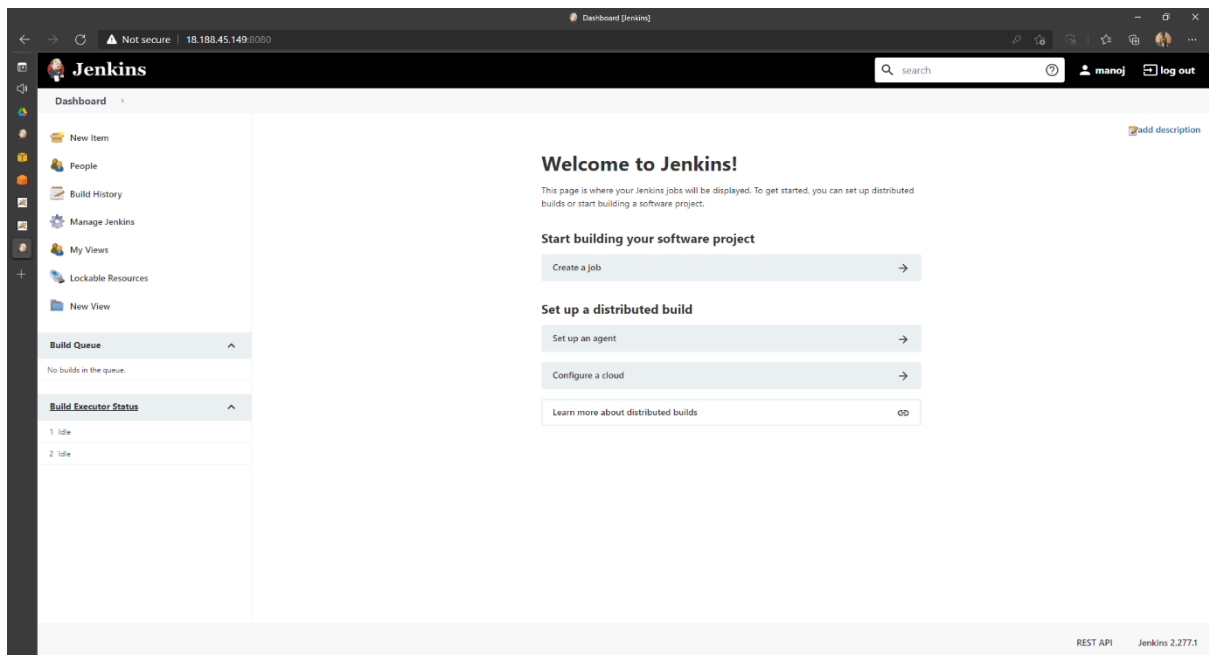 Dashboard [Jenkins]
Not secure | 18.188.45.149:8080
Jenkins
search
manoj
log out
Dashboard
add description
New Item
People
Build History
Manage Jenkins
My Views
Lockable Resources
New View
Build Queue
No builds in the queue.
Build Executor Status
1 Idle
2 Idle
Welcome to Jenkins!
This page is where your Jenkins jobs will be displayed. To get started, you can set up distributed
builds or start building a software project.
Start building your software project
Create a job
Set up a distributed build
Set up an agent
Configure a cloud
Learn more about distributed builds
REST API
Jenkins 2.277.1